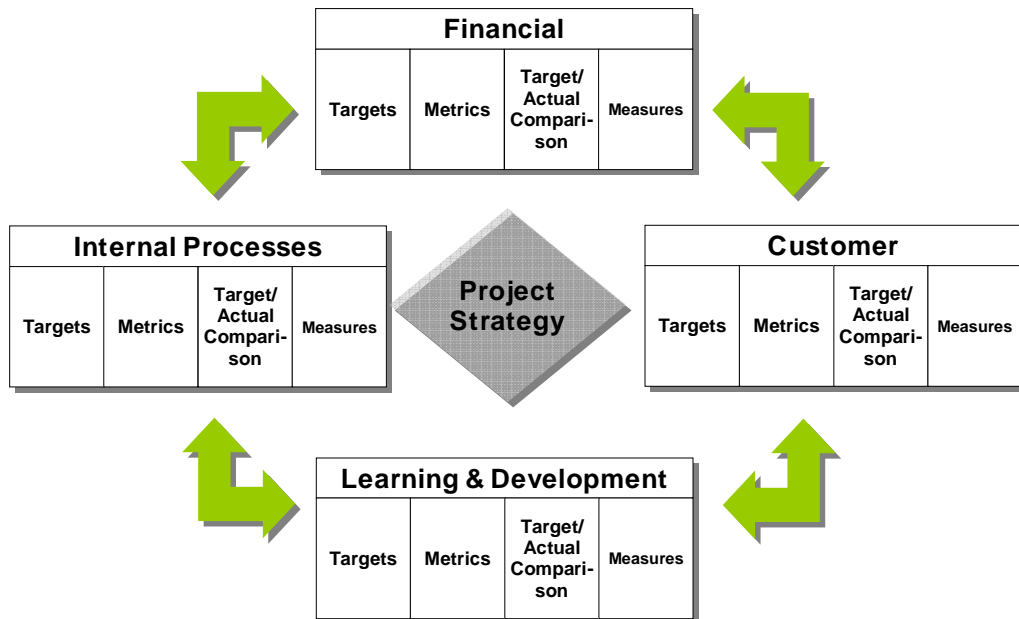 Financial
Targets
Metrics
Target/
Actual
Compari-
son
Measures
Internal Processes
Targets
Metrics
Target/
Actual
Compari-
son
Measures
Project
Strategy
Customer
Targets
Metrics
Target/
Actual
Compari-
son
Measures
Learning & Development
Targets
Metrics
Target/
Actual
Compari-
son
Measures